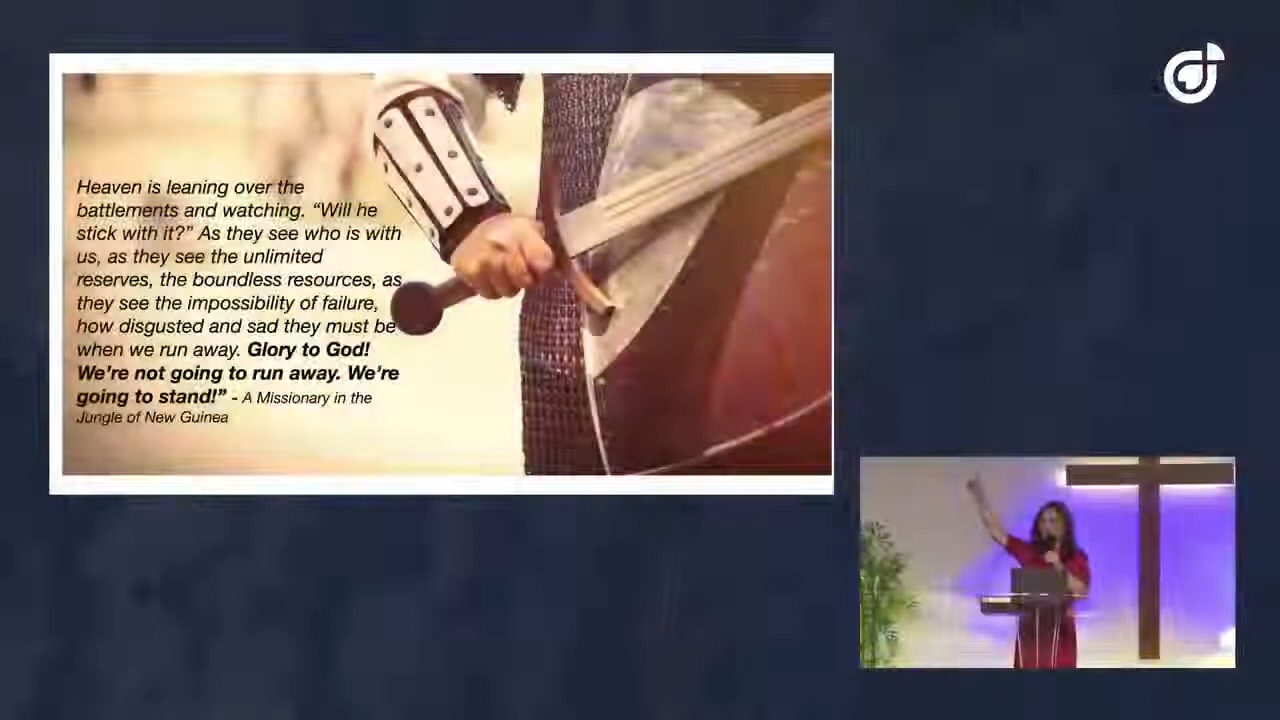 Heaven is leaning over the
battlements and watching. “Will he
stick with it?” As they see who is with
us, as they see the unlimited
reserves, the boundless resources, as
they see the impossibility of failure,
how disgusted and sad they must be
when we run away. Glory to God!
We’re not going to run away. We’re
going to stand!” - A Missionary in the
Jungle of New Guinea